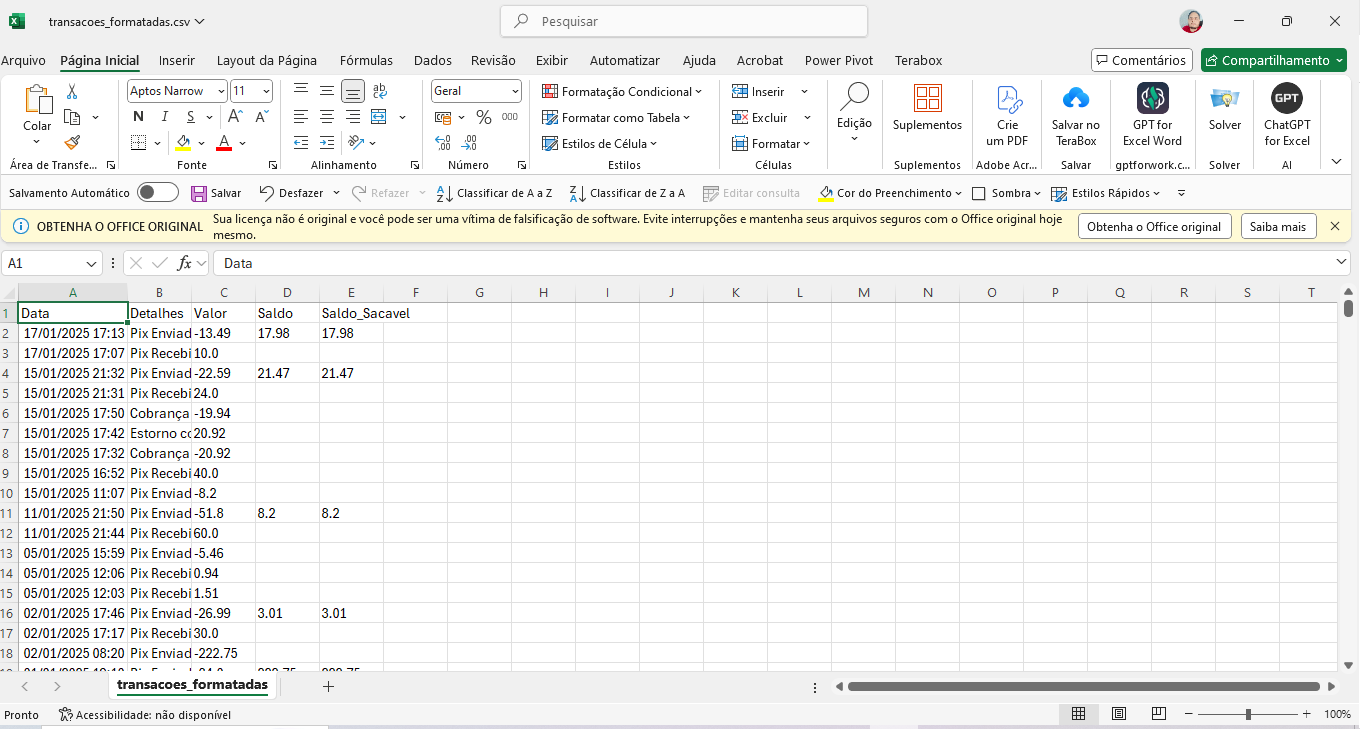 transacoes_formatadas.csv
Pesquisar
Arquivo Página Inicial Inserir Layout da Página Fórmulas Dados Revisão Exibir Automatizar Ajuda Acrobat Power Pivot Terabox Comentários Compartilhamento
Aptos Narrow 11 Geral Formatação Condicional Inserir
Colar N I S A A 000 Formatar como Tabela Excluir Edição Suplementos Crie um PDF Salvar no TeraBox GPT for Excel Word Solver GPT ChatGPT for Excel
Estilos de Célula Formatar
Área de Transfe... Fonte Alinhamento Número Estilos Células Suplementos Adobe Acr... Salvar gptforwork.c... Solver AI
Salvamento Automático Salvar Desfazer Refazer Classificar de A a Z Classificar de Z a A Editar consulta Cor do Preenchimento Sombra Estilos Rápidos
OBTENHA O OFFICE ORIGINAL Sua licença não é original e você pode ser uma vítima de falsificação de software. Evite interrupções e mantenha seus arquivos seguros com o Office original hoje
mesmo.
Obtenha o Office original Saiba mais
A1 fx Data
A B C D E F G H I J K L M N O P Q R S T
1 Data Detalhes Valor Saldo Saldo_Sacavel
2 17/01/2025 17:13 Pix Enviad -13.49 17.98 17.98
3 17/01/2025 17:07 Pix Recebi 10.0
4 15/01/2025 21:32 Pix Enviad -22.59 21.47 21.47
5 15/01/2025 21:31 Pix Recebi 24.0
6 15/01/2025 17:50 Cobrança -19.94
7 15/01/2025 17:42 Estorno co 20.92
8 15/01/2025 17:32 Cobrança -20.92
9 15/01/2025 16:52 Pix Recebi 40.0
10 15/01/2025 11:07 Pix Enviad -8.2
11 11/01/2025 21:50 Pix Enviad -51.8 8.2 8.2
12 11/01/2025 21:44 Pix Recebi 60.0
13 05/01/2025 15:59 Pix Enviad -5.46
14 05/01/2025 12:06 Pix Recebi 0.94
15 05/01/2025 12:03 Pix Recebi 1.51
16 02/01/2025 17:46 Pix Enviad -26.99 3.01 3.01
17 02/01/2025 17:17 Pix Recebi 30.0
18 02/01/2025 08:20 Pix Enviad -222.75
transacoes_formatadas
Pronto Acessibilidade: não disponível 100%